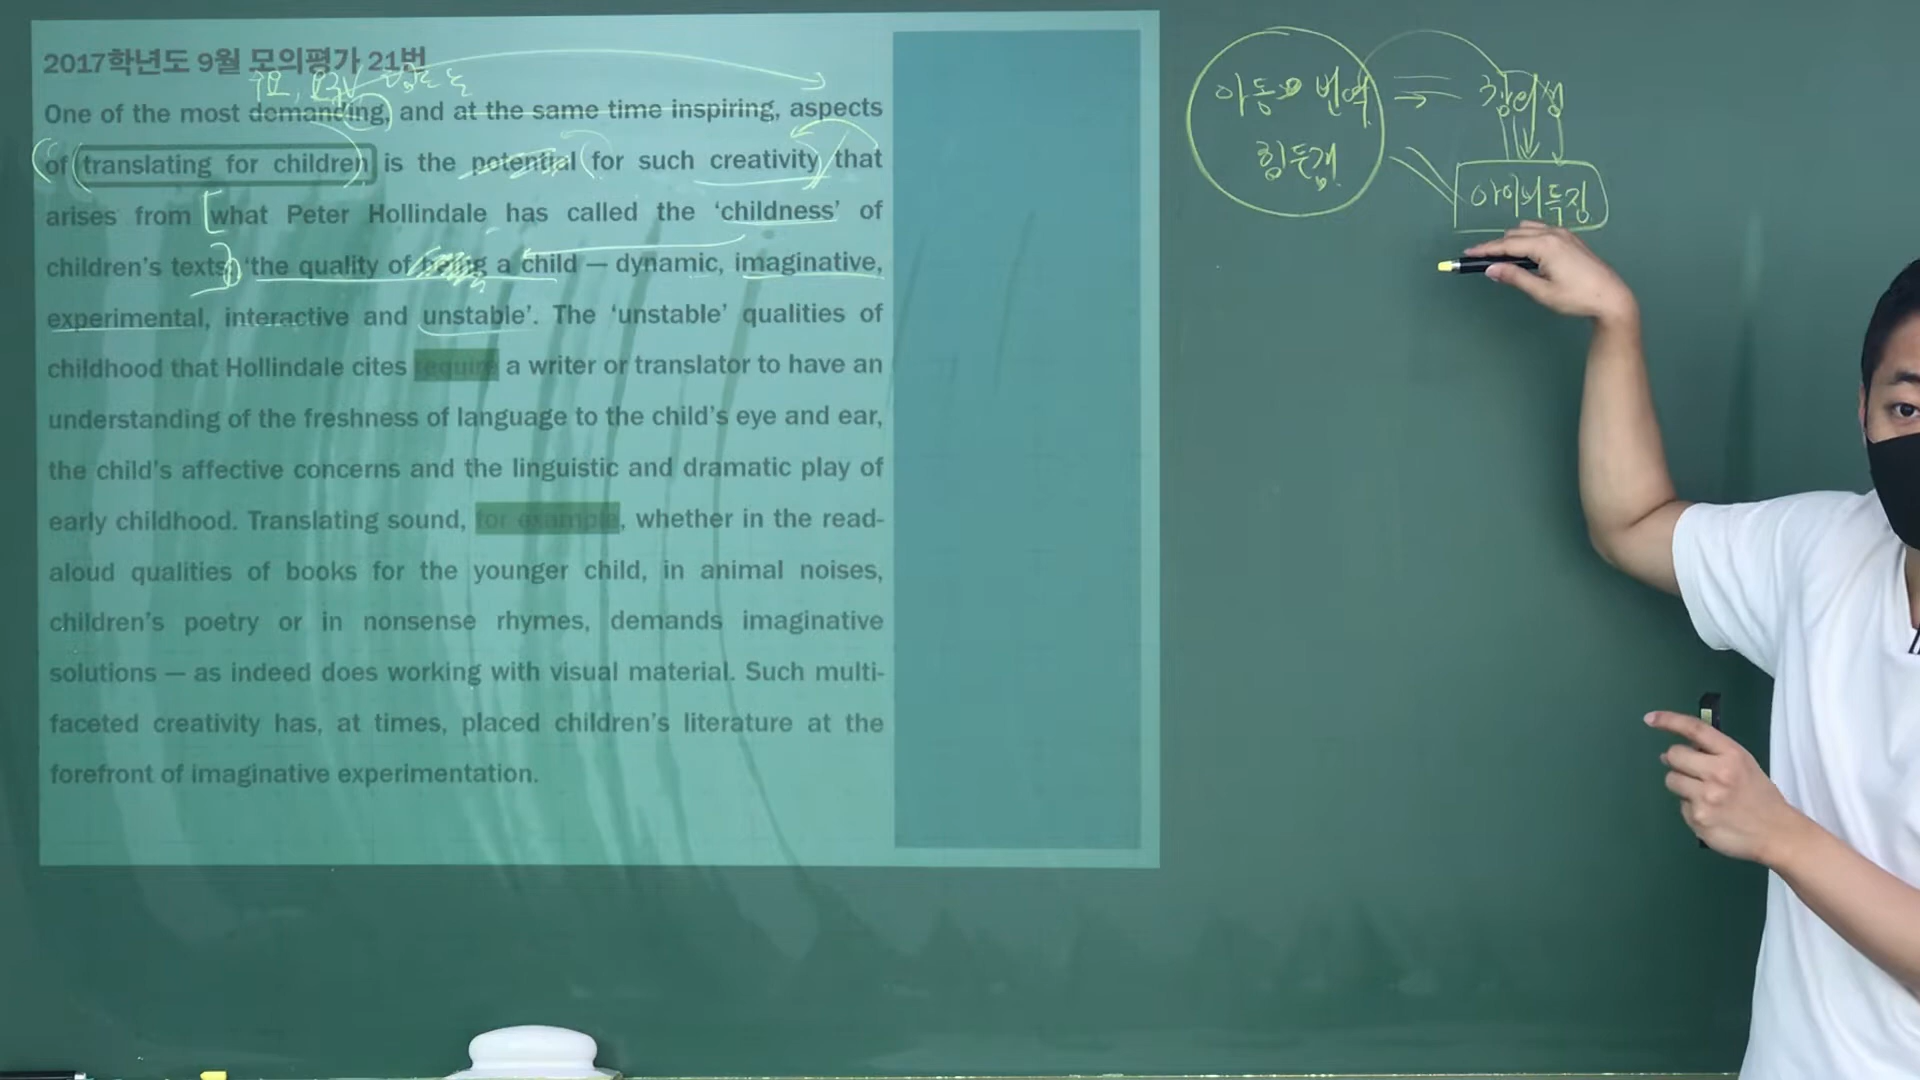 2017학년도 9월 모의평가 21번
One of the most demanding, and at the same time inspiring, aspects
of translating for children is the potential for such creativity that
arises from what Peter Hollindale has called the ‘childness’ of
children’s texts: ‘the quality of being a child — dynamic, imaginative,
experimental, interactive and unstable’. The ‘unstable’ qualities of
childhood that Hollindale cites require a writer or translator to have an
understanding of the freshness of language to the child’s eye and ear,
the child’s affective concerns and the linguistic and dramatic play of
early childhood. Translating sound, for example, whether in the read-
aloud qualities of books for the younger child, in animal noises,
children’s poetry or in nonsense rhymes, demands imaginative
solutions — as indeed does working with visual material. Such multi-
faceted creativity has, at times, placed children’s literature at the
forefront of imaginative experimentation.
아동 번역
힘든점
창의성
아이의 특징